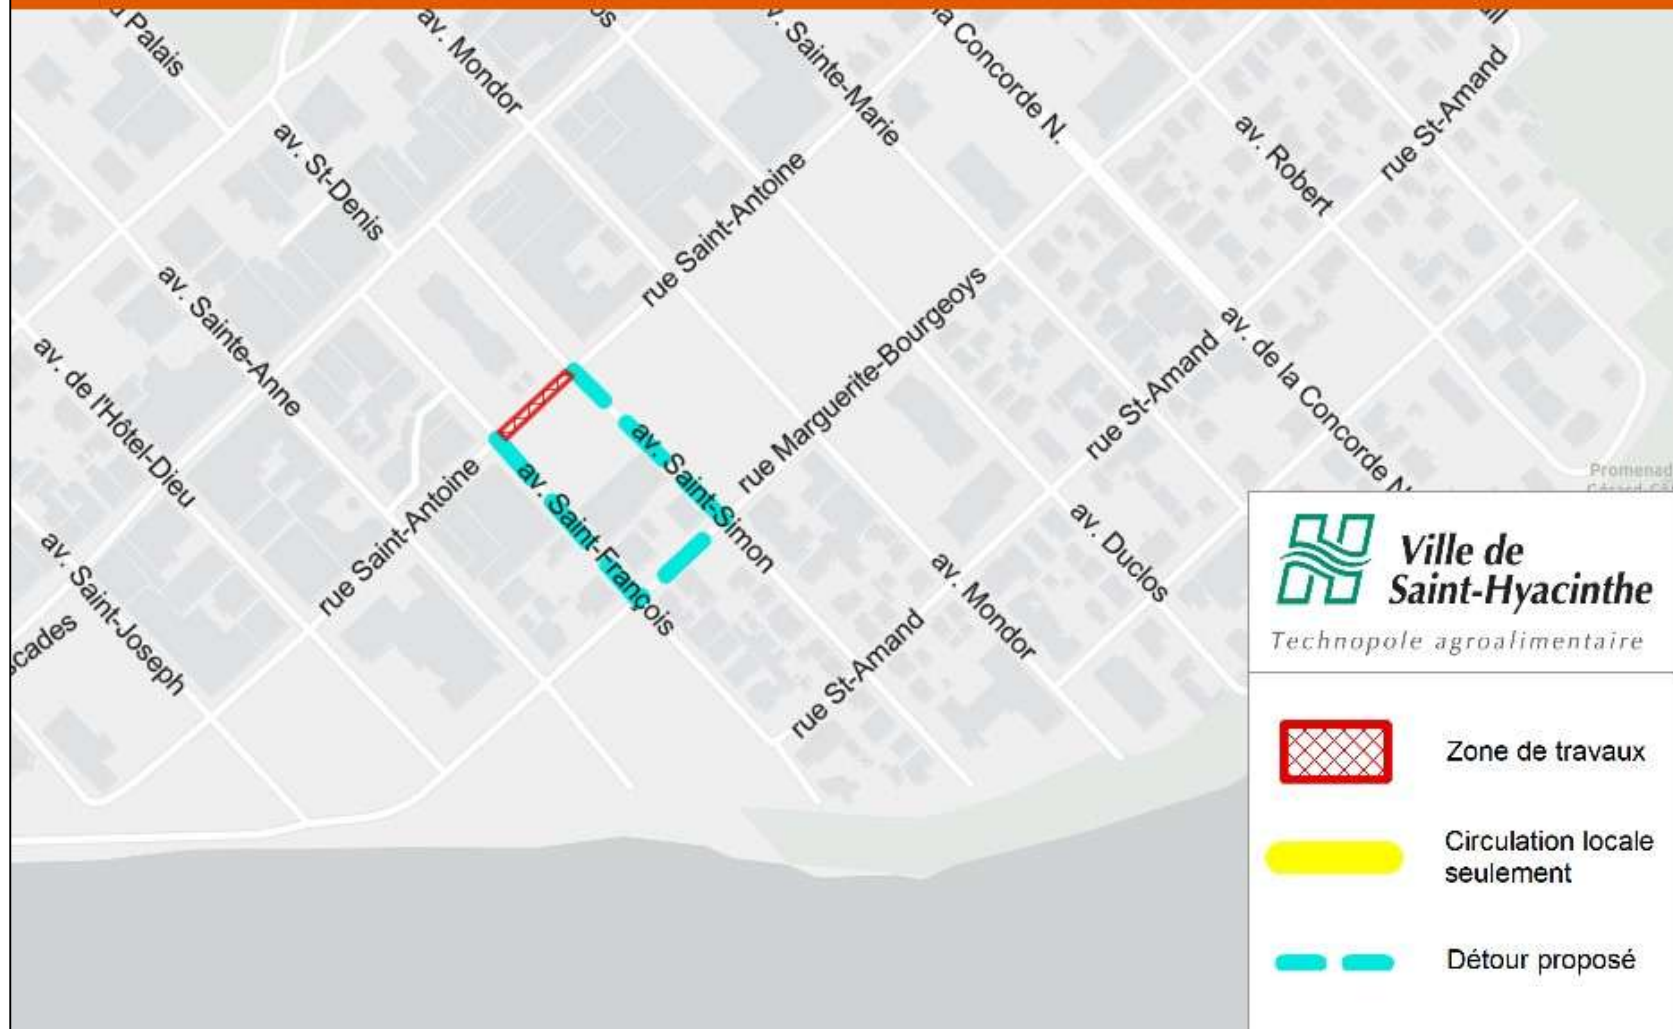 Palais
av. Mondor
os
av. Sainte-Marie
la Concorde N.
av. Robert
rue St-Amand
av. St-Denis
rue Saint-Antoine
av. Sainte-Anne
rue Marguerite-Bourgeoys
av. de l'Hôtel-Dieu
av. de la Concorde N.
rue St-Amand
av. Saint-Simon
av. Saint-François
rue Saint-Antoine
av. Saint-Joseph
scades
av. Duclos
av. Mondor
rue St-Amand
Promenad
Ville de
Saint-Hyacinthe
Technopole agroalimentaire
Zone de travaux
Circulation locale
seulement
Détour proposé